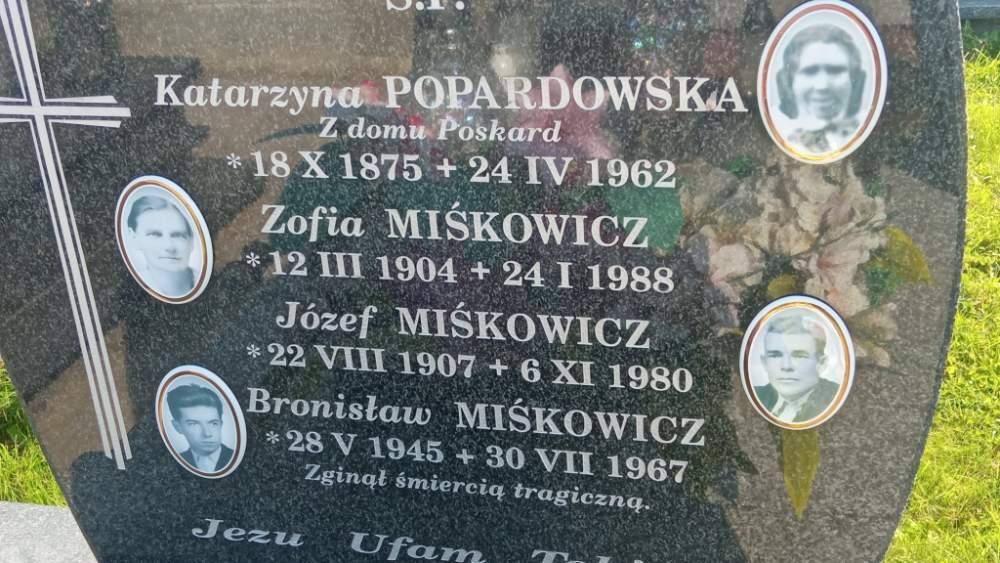 Ś.P.
Katarzyna POPARDOWSKA
Z domu Poskard
* 18 X 1875 + 24 IV 1962
Zofia MIŚKOWICZ
* 12 III 1904 + 24 I 1988
Józef MIŚKOWICZ
* 22 VIII 1907 + 6 XI 1980
Bronisław MIŚKOWICZ
* 28 V 1945 + 30 VII 1967
Zginął śmiercią tragiczną.
Jezu Ufam